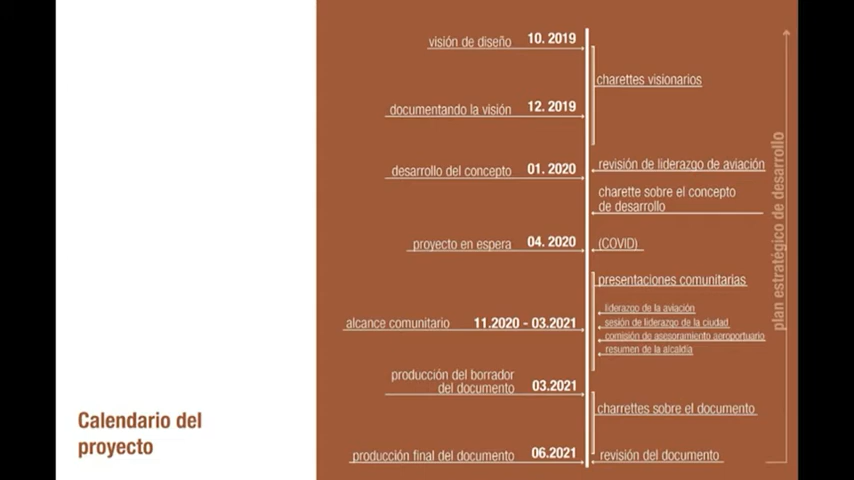 visión de diseño 10. 2019
charettes visionarios
documentando la visión 12. 2019
desarrollo del concepto 01. 2020
revisión de liderazgo de aviación
charette sobre el concepto
de desarrollo
proyecto en espera 04. 2020
(COVID)
presentaciones comunitarias
liderazgo de la aviación
alcance comunitario 11.2020 - 03.2021
sesión de liderazgo de la ciudad
comisión de asesoramiento aeroportuario
resumen de la alcaldía
producción del borrador
del documento 03.2021
charrettes sobre el documento
producción final del documento 06.2021
revisión del documento
plan estratégico de desarrollo
Calendario del
proyecto